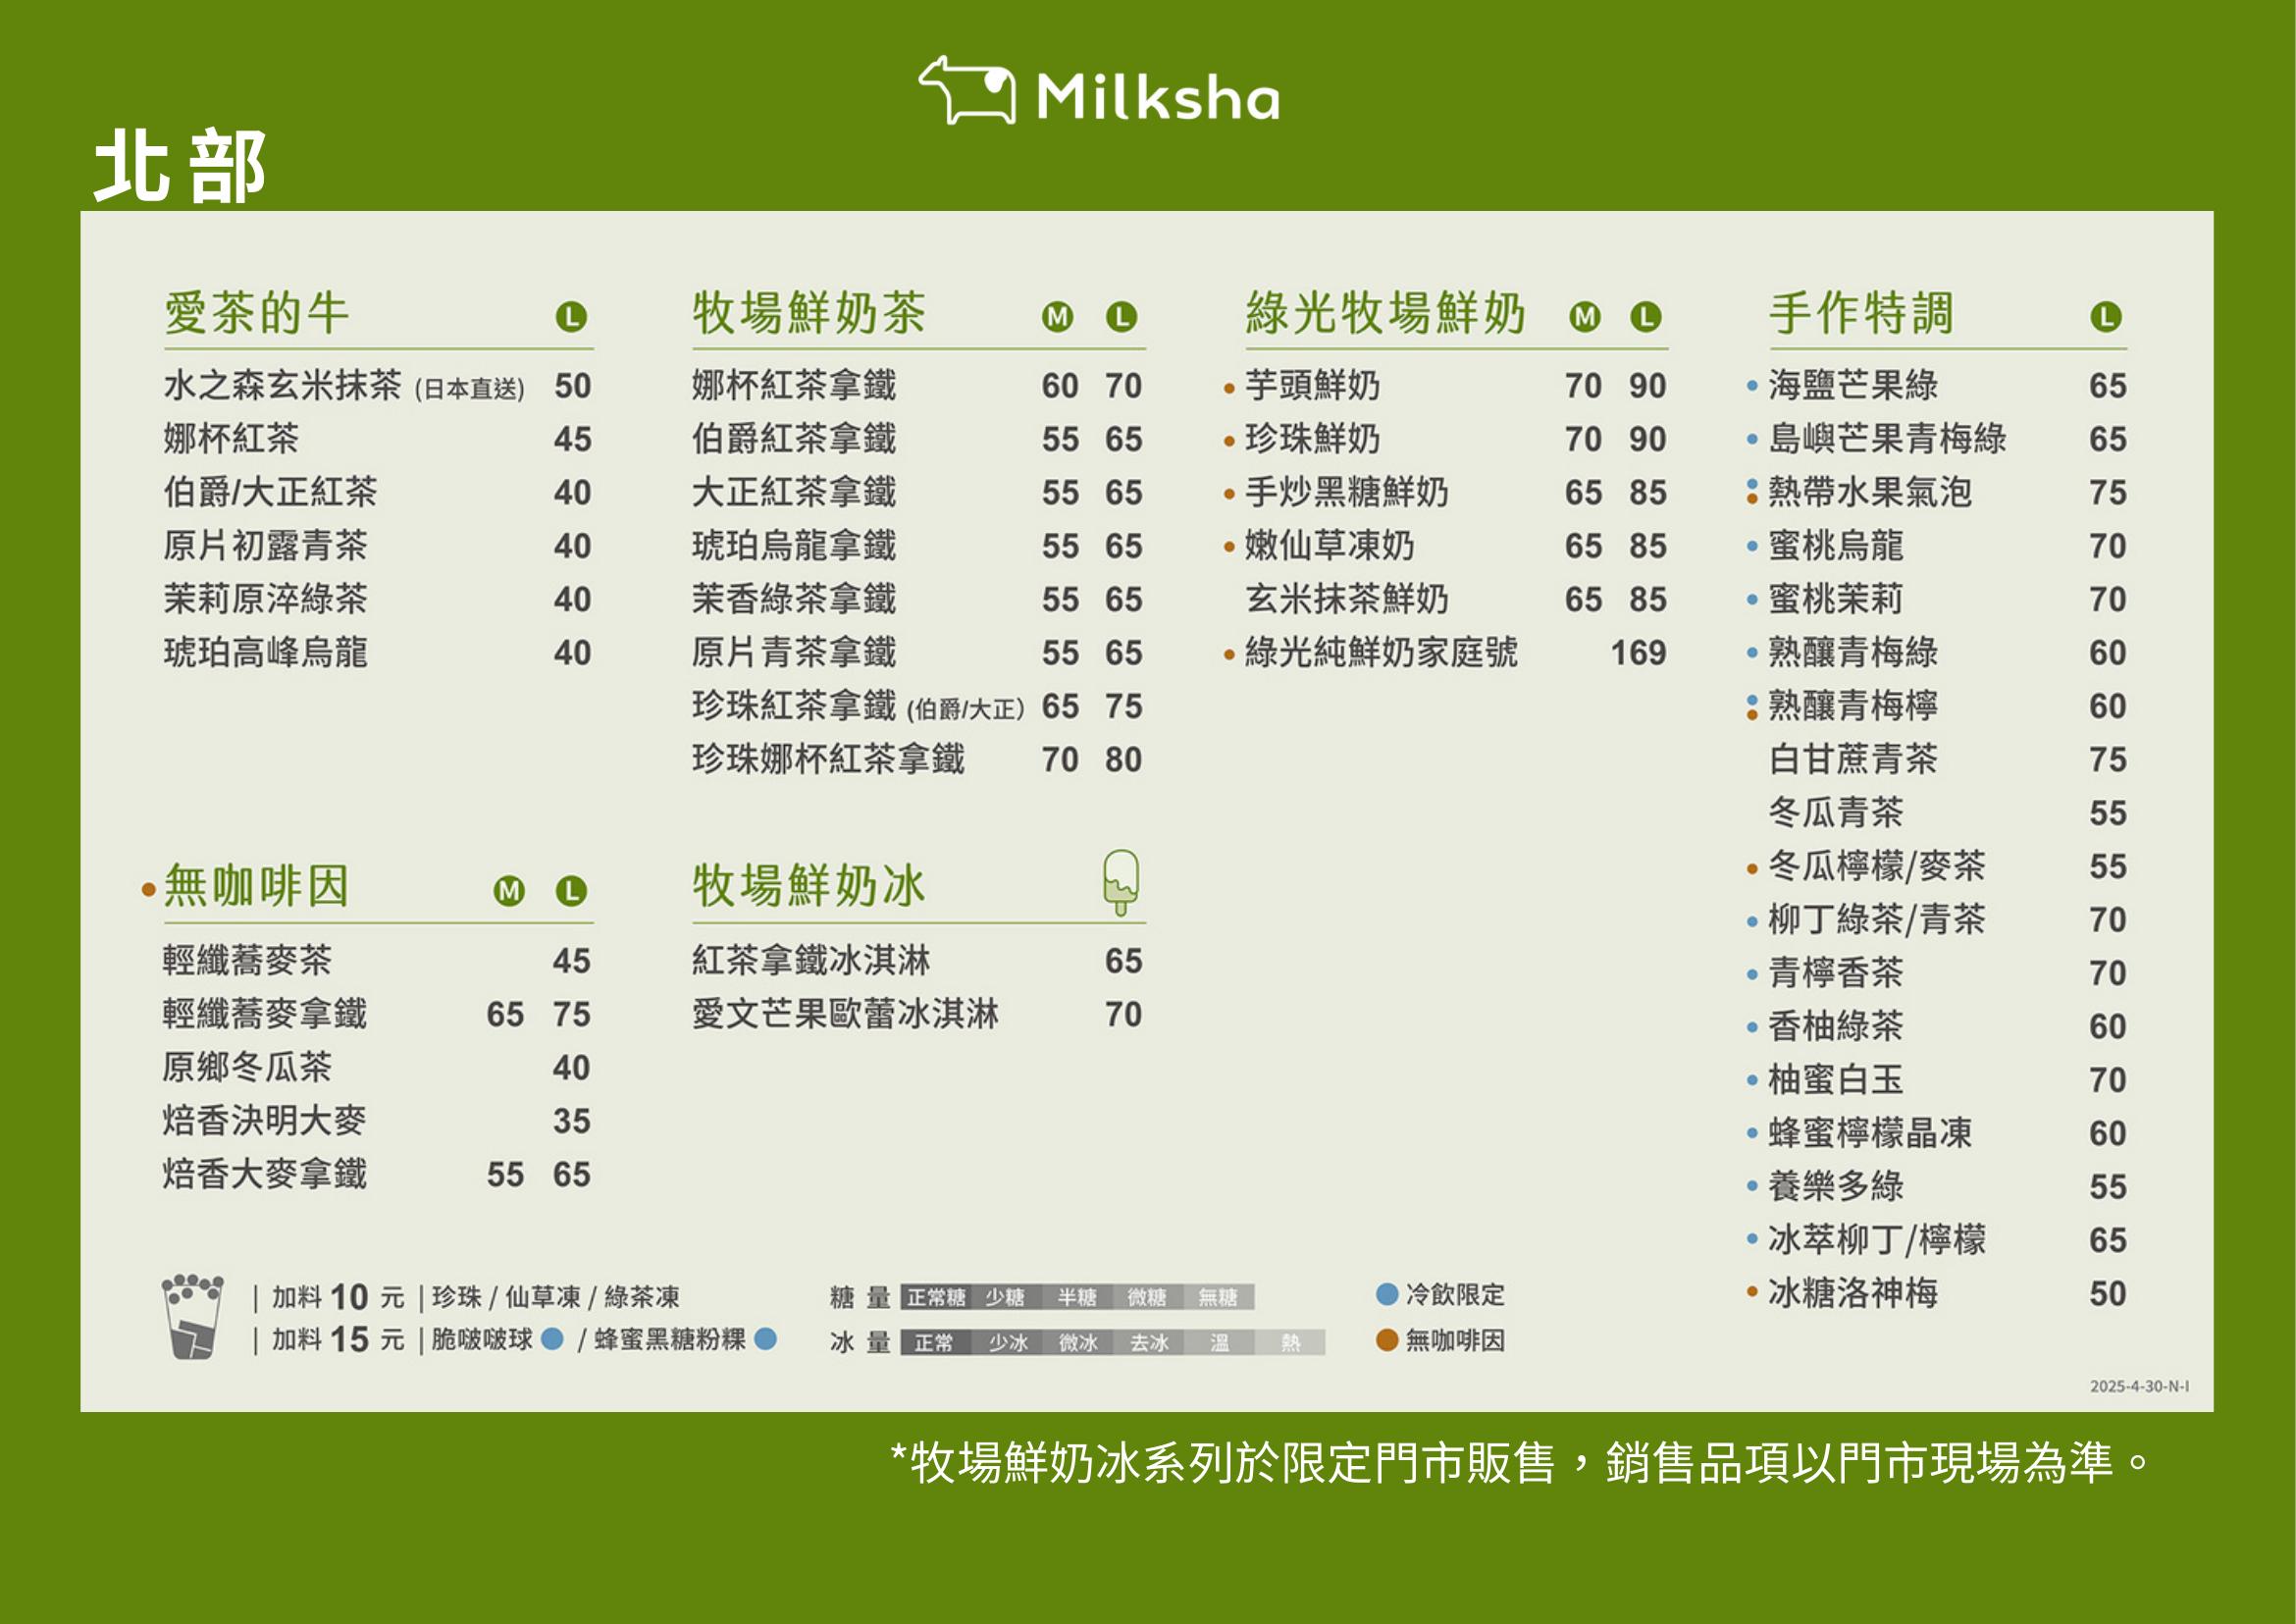 Milksha
北部
愛茶的牛 L
水之森玄米抹茶 (日本直送) 50
娜杯紅茶 45
伯爵/大正紅茶 40
原片初露青茶 40
茉莉原淬綠茶 40
琥珀高峰烏龍 40
無咖啡因 M L
輕纖蕎麥茶 45
輕纖蕎麥拿鐵 65 75
原鄉冬瓜茶 40
焙香決明大麥 35
焙香大麥拿鐵 55 65
牧場鮮奶茶 M L
娜杯紅茶拿鐵 60 70
伯爵紅茶拿鐵 55 65
大正紅茶拿鐵 55 65
琥珀烏龍拿鐵 55 65
茉香綠茶拿鐵 55 65
原片青茶拿鐵 55 65
珍珠紅茶拿鐵 (伯爵/大正) 65 75
珍珠娜杯紅茶拿鐵 70 80
牧場鮮奶冰
紅茶拿鐵冰淇淋 65
愛文芒果歐蕾冰淇淋 70
綠光牧場鮮奶 M L
芋頭鮮奶 70 90
珍珠鮮奶 70 90
手炒黑糖鮮奶 65 85
嫩仙草凍奶 65 85
玄米抹茶鮮奶 65 85
綠光純鮮奶家庭號 169
手作特調 L
海鹽芒果綠 65
島嶼芒果青梅綠 65
熱帶水果氣泡 75
蜜桃烏龍 70
蜜桃茉莉 70
熟釀青梅綠 60
熟釀青梅檸 60
白甘蔗青茶 75
冬瓜青茶 55
冬瓜檸檬/麥茶 55
柳丁綠茶/青茶 70
青檸香茶 70
香柚綠茶 60
柚蜜白玉 70
蜂蜜檸檬晶凍 60
養樂多綠 55
冰萃柳丁/檸檬 65
冰糖洛神梅 50
| 加料 10 元 | 珍珠 / 仙草凍 / 綠茶凍
| 加料 15 元 | 脆啵啵球 / 蜂蜜黑糖粉粿
糖量 正常糖 少糖 半糖 微糖 無糖
冰量 正常 少冰 微冰 去冰 溫 熱
冷飲限定
無咖啡因
2025-4-30-N-I
*牧場鮮奶冰系列於限定門市販售，銷售品項以門市現場為準。